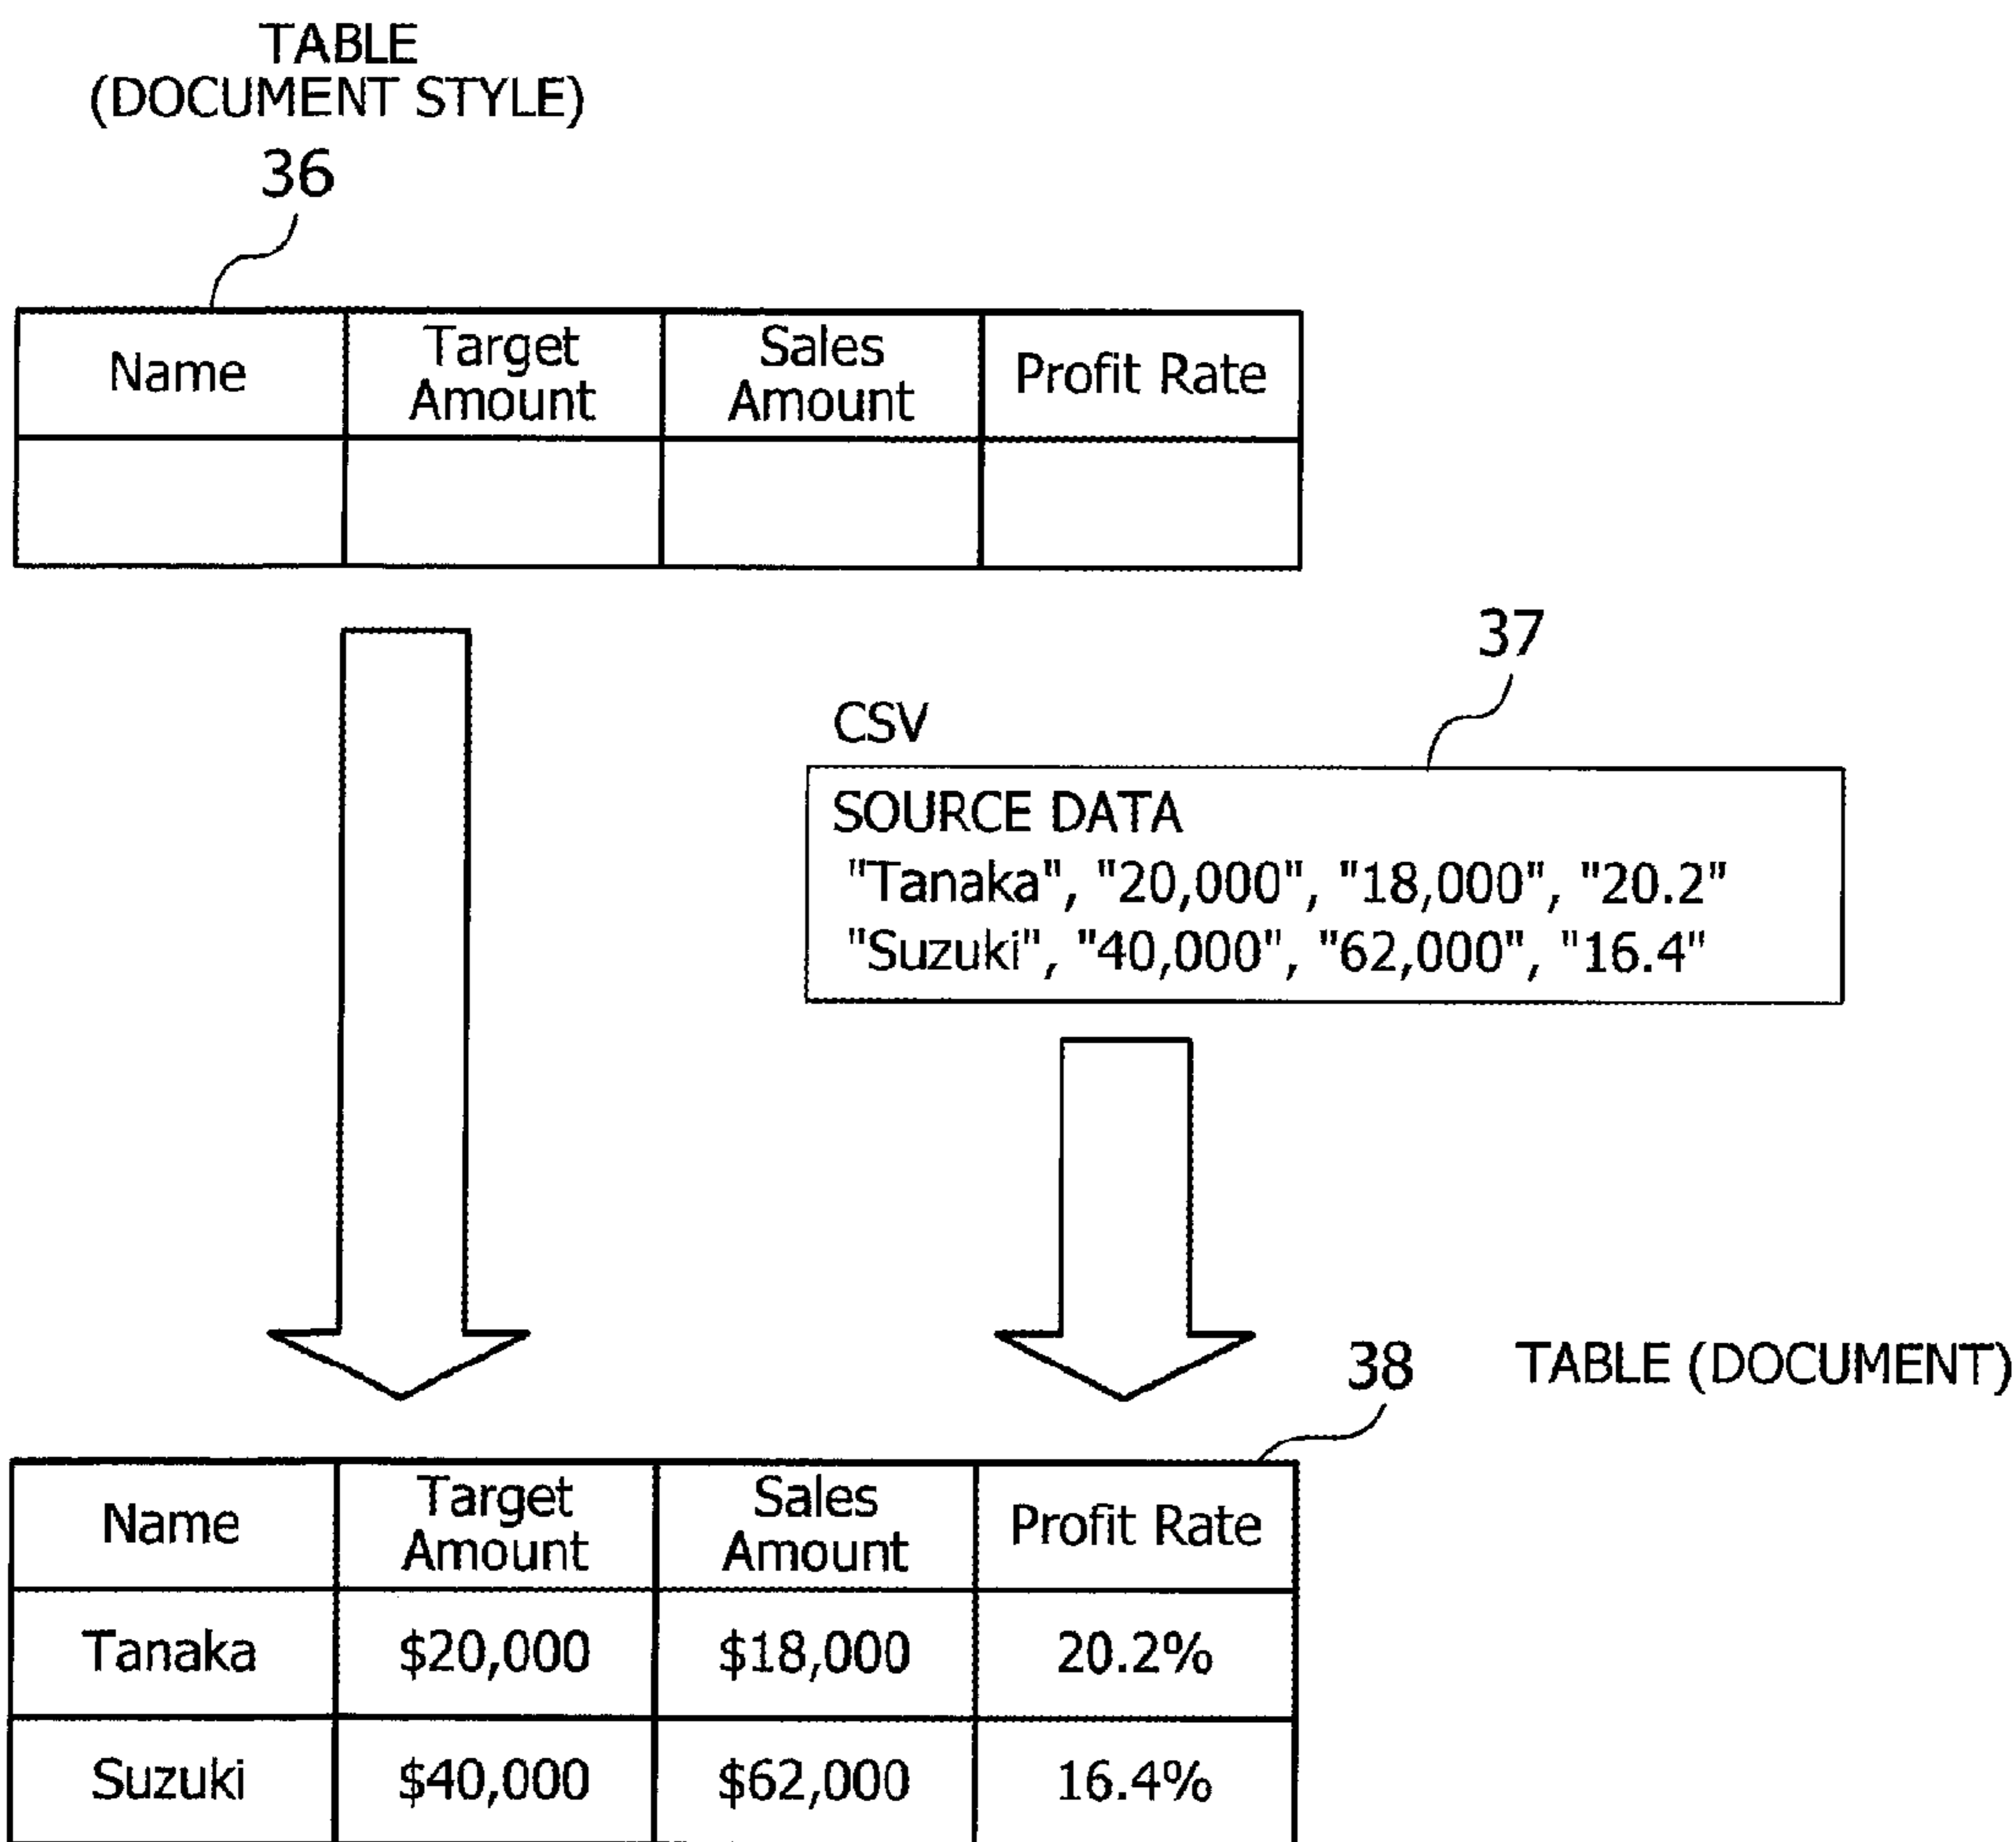 TABLE
(DOCUMENT STYLE)
36
Name
Target
Amount
Sales
Amount
Profit Rate
37
CSV
SOURCE DATA
"Tanaka", "20,000", "18,000", "20.2"
"Suzuki", "40,000", "62,000", "16.4"
38 TABLE (DOCUMENT)
Name
Target
Amount
Sales
Amount
Profit Rate
Tanaka $20,000 $18,000 20.2%
Suzuki $40,000 $62,000 16.4%